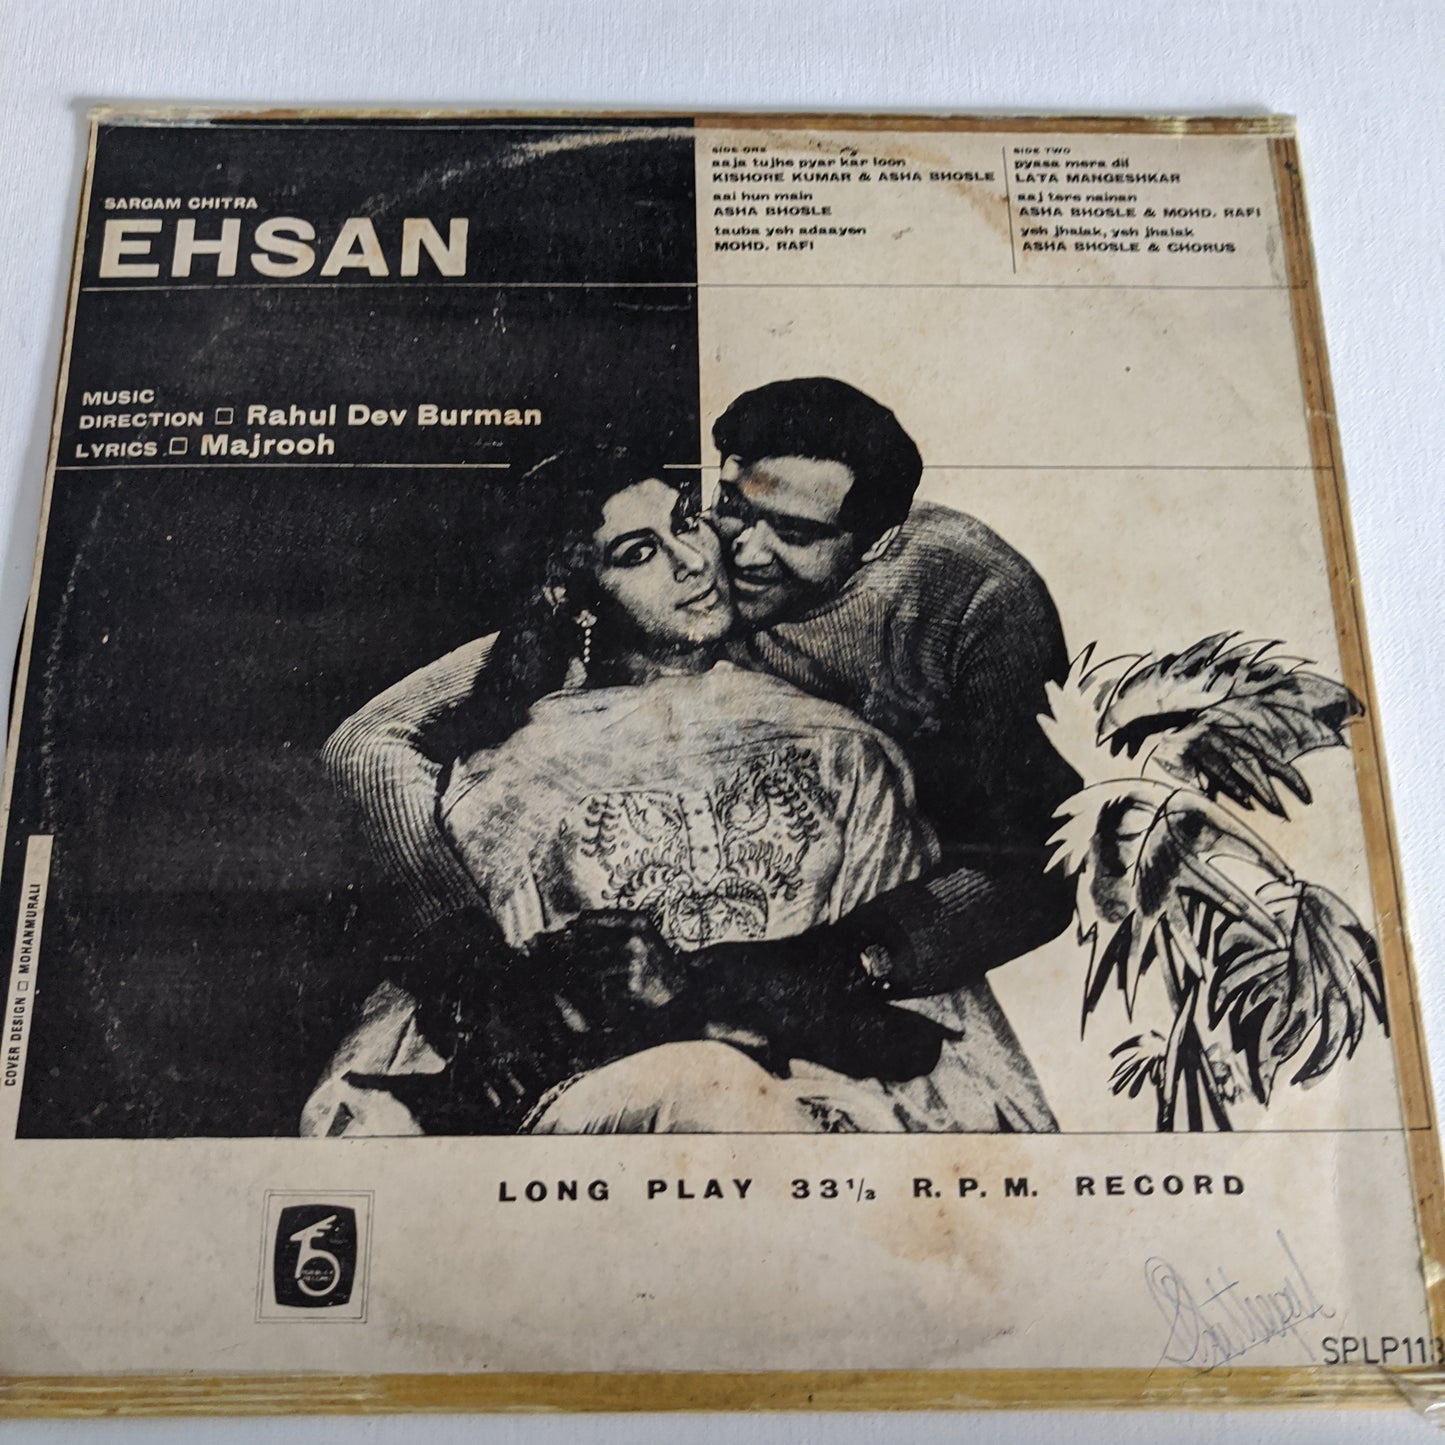 SARGAM CHITRA
EHSAN
MUSIC
DIRECTION □ Rahul Dev Burman
LYRICS □ Majrooh
SIDE ONE
aaja tujhe pyar kar loon
KISHORE KUMAR & ASHA BHOSLE
aai hun main
ASHA BHOSLE
tauba yeh adaayen
MOHD. RAFI
SIDE TWO
pyasa mera dil
LATA MANGESHKAR
aaj tere nainan
ASHA BHOSLE & MOHD. RAFI
yeh jhalak, yeh jhalak
ASHA BHOSLE & CHORUS
COVER DESIGN □ MOHANMURALI
LONG PLAY 33⅓ R.P.M. RECORD
SPLP113